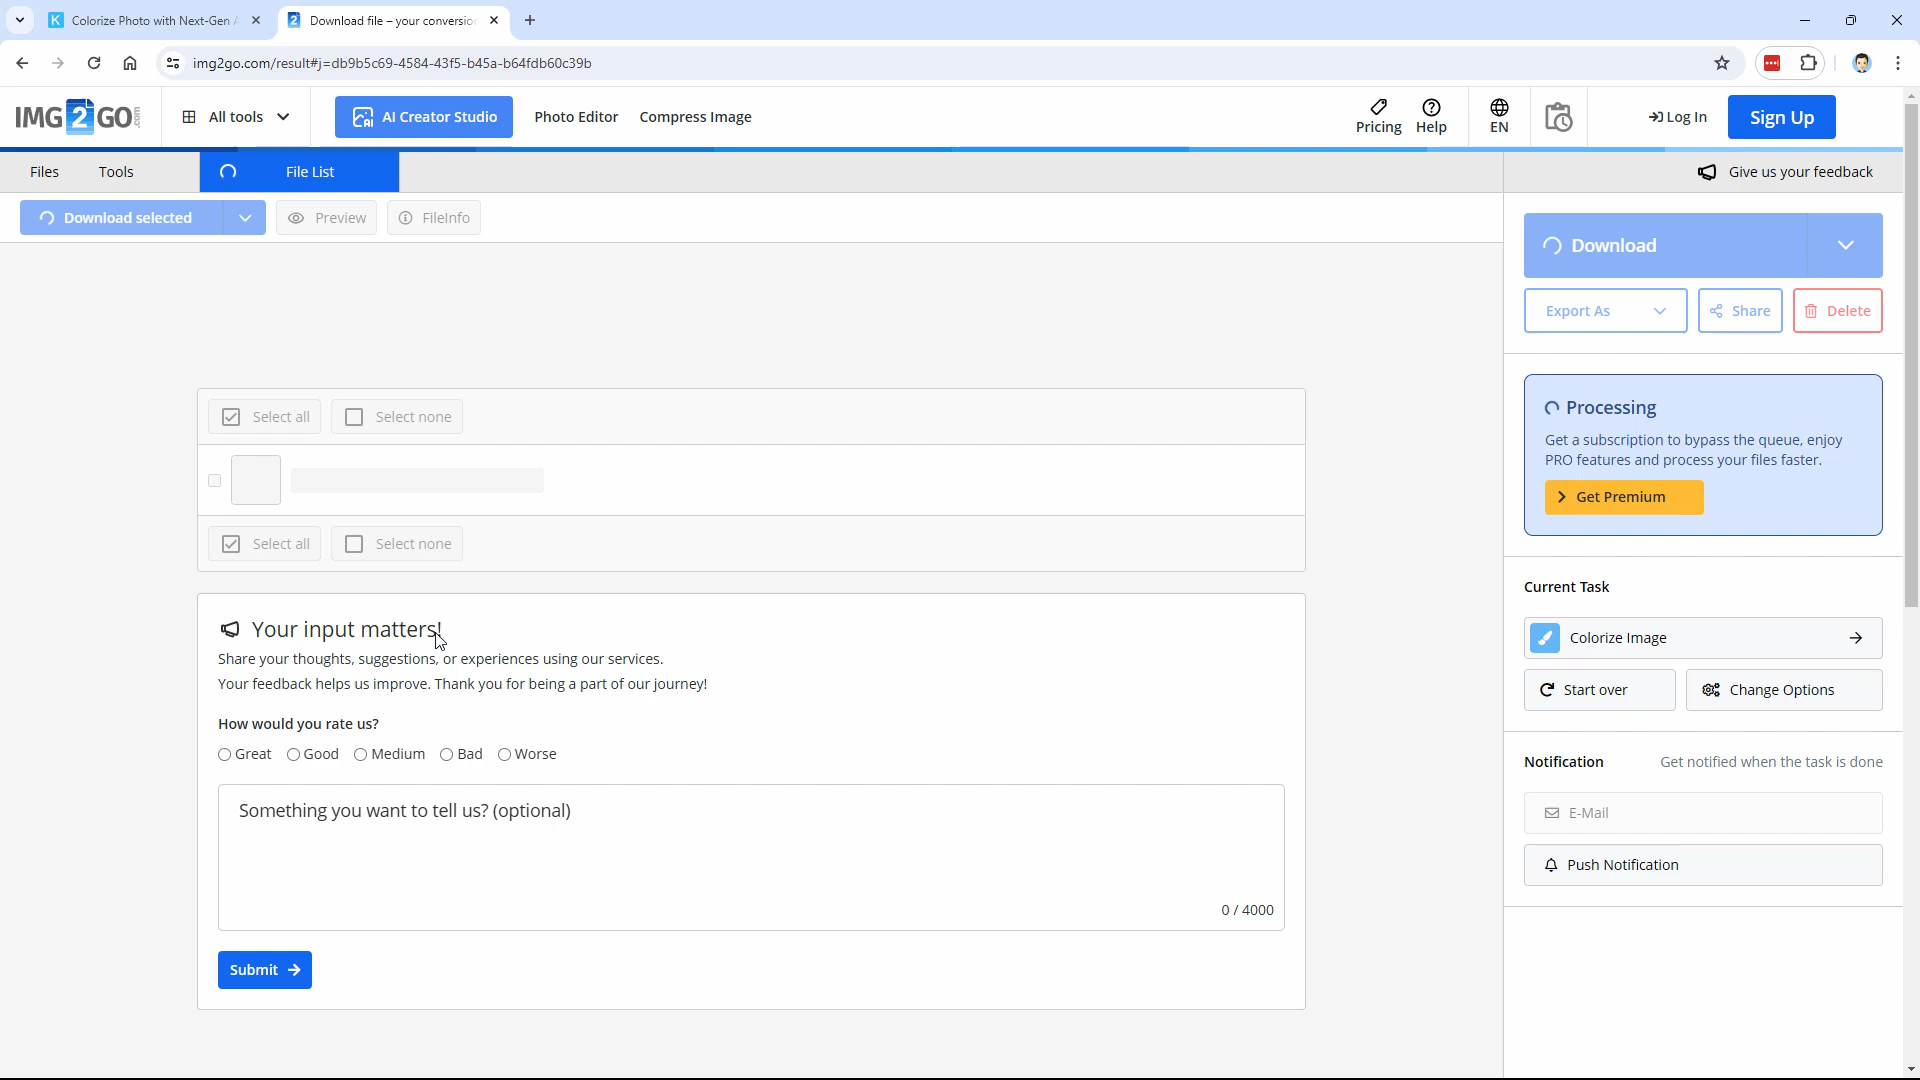 Colorize Photo with Next-Gen
Download file – your conversio
img2go.com/result#j=db9b5c69-4584-43f5-b45a-b64fdb60c39b
IMG2GO.com
All tools
AI Creator Studio
Photo Editor
Compress Image
Pricing
Help
EN
Log In
Sign Up
Files
Tools
File List
Give us your feedback
Download selected
Preview
FileInfo
Download
Export As
Share
Delete
Select all
Select none
Processing
Get a subscription to bypass the queue, enjoy
PRO features and process your files faster.
Get Premium
Select all
Select none
Current Task
Colorize Image
Start over
Change Options
Your input matters!
Share your thoughts, suggestions, or experiences using our services.
Your feedback helps us improve. Thank you for being a part of our journey!
How would you rate us?
Great
Good
Medium
Bad
Worse
Something you want to tell us? (optional)
0 / 4000
Submit
Notification
Get notified when the task is done
E-Mail
Push Notification